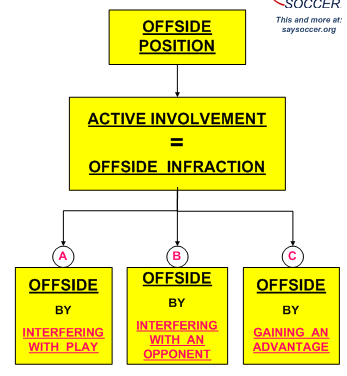 SOCCER
This and more at:
saysoccer.org
OFFSIDE
POSITION
ACTIVE INVOLVEMENT
=
OFFSIDE INFRACTION
A
B
C
OFFSIDE
BY
INTERFERING
WITH PLAY
OFFSIDE
BY
INTERFERING
WITH AN
OPPONENT
OFFSIDE
BY
GAINING AN
ADVANTAGE